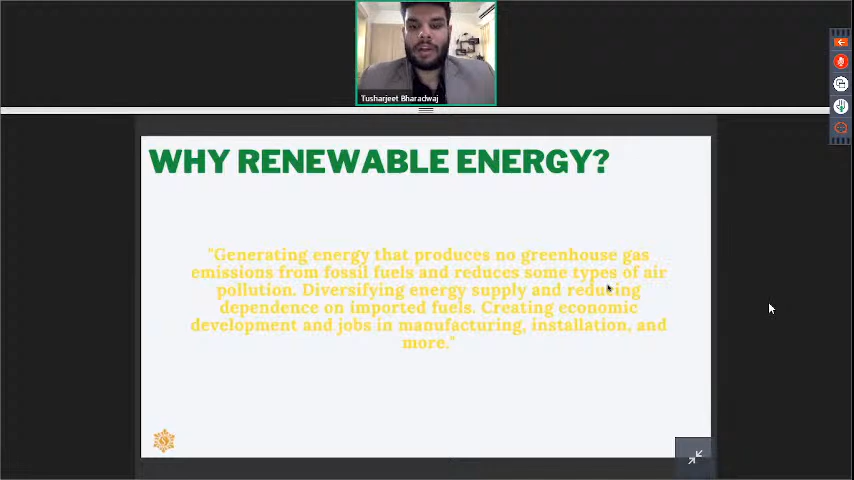 Tusharjeet Bharadwaj
WHY RENEWABLE ENERGY?
"Generating energy that produces no greenhouse gas
emissions from fossil fuels and reduces some types of air
pollution. Diversifying energy supply and reducing
dependence on imported fuels. Creating economic
development and jobs in manufacturing, installation, and
more."